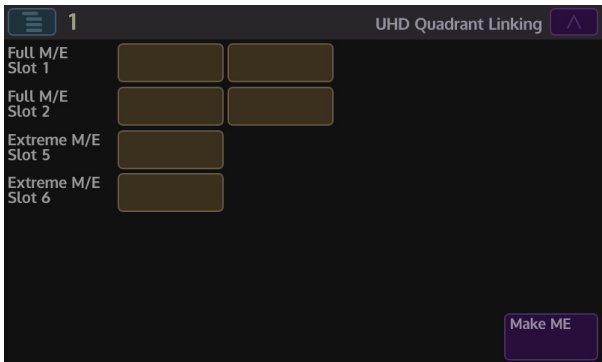 1
UHD Quadrant Linking
Full M/E
Slot 1
Full M/E
Slot 2
Extreme M/E
Slot 5
Extreme M/E
Slot 6
Make ME